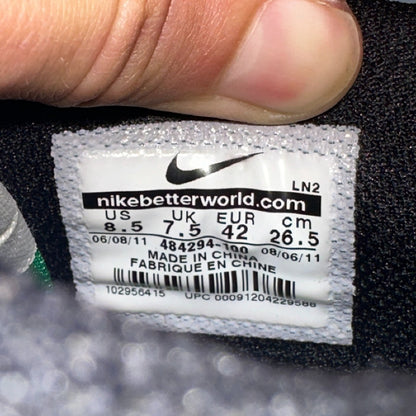 LN2
nikebetterworld.com
US UK EUR cm
8.5 7.5 42 26.5
06/08/11 484294-100 08/06/11
MADE IN CHINA
FABRIQUE EN CHINE
102956415 UPC 00091204229588